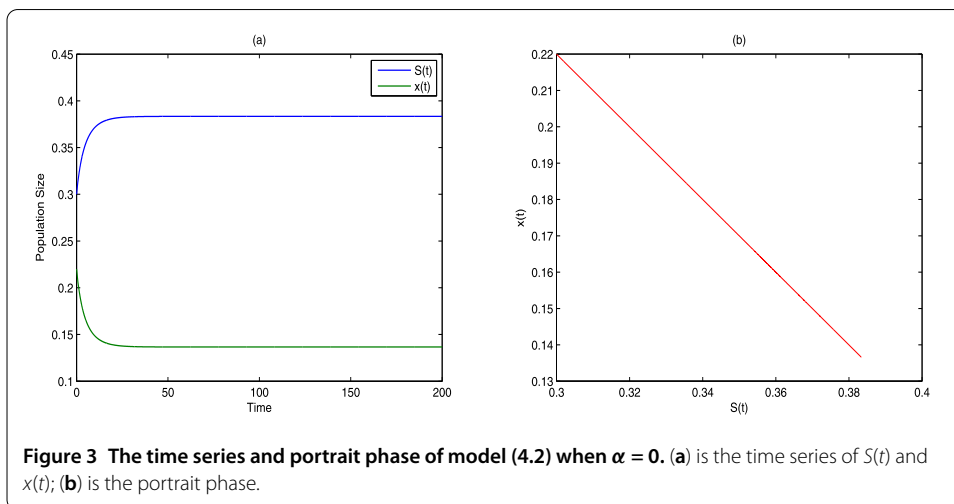 (a)
0.45
0.4
0.35
0.3
0.25
0.2
0.15
0.1
0
50
100
150
200
Population Size
Time
S(t)
x(t)
(b)
0.22
0.21
0.2
0.19
0.18
0.17
0.16
0.15
0.14
0.13
0.3
0.32
0.34
0.36
0.38
0.4
x(t)
S(t)
Figure 3 The time series and portrait phase of model (4.2) when α = 0. (a) is the time series of S(t) and
x(t); (b) is the portrait phase.